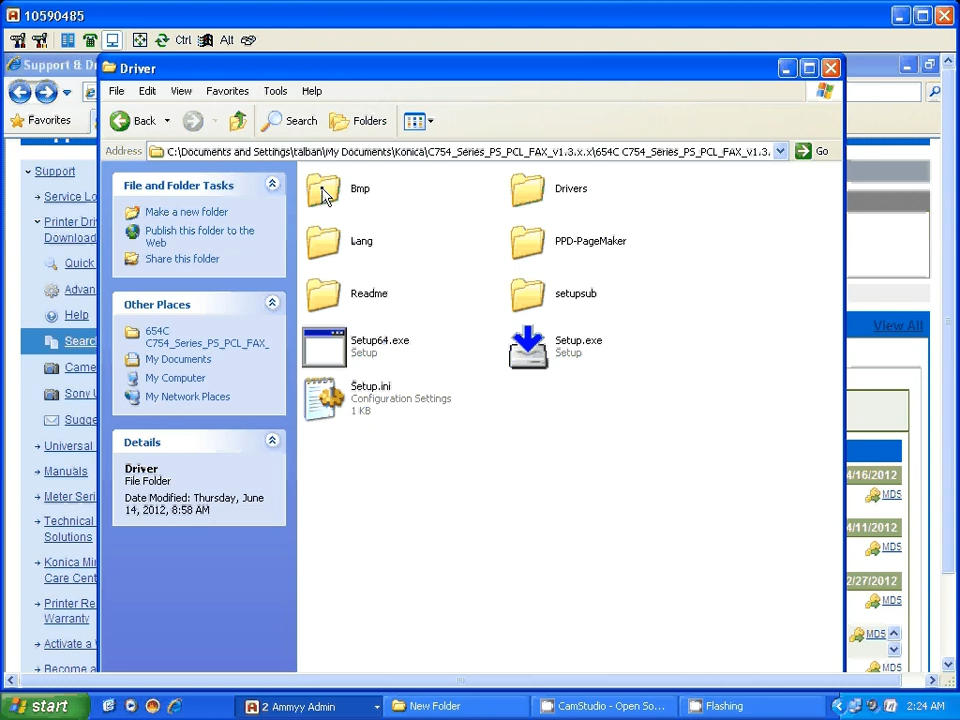 10590485
Ctrl
Alt
Driver
File Edit View Favorites Tools Help
Back
Search
Folders
Address
C:\Documents and Settings\talban\My Documents\Konica\C754_Series_PS_PCL_FAX_v1.3.x.x\654C C754_Series_PS_PCL_FAX_v1.3.
Go
Favorites
Support
Service Lo
Printer Dri
Download
Quick
Advan
Help
Searc
Came
Sony U
Sugge
Universal
Manuals
Meter Seri
Technical
Solutions
Konica Mi
Care Cent
Printer Re
Warranty
Activate a
Become a
File and Folder Tasks
Make a new folder
Publish this folder to the
Web
Share this folder
Other Places
654C
C754_Series_PS_PCL_FAX_
My Documents
My Computer
My Network Places
Details
Driver
File Folder
Date Modified: Thursday, June
14, 2012, 8:58 AM
Bmp
Drivers
Lang
PPD-PageMaker
Readme
setupsub
Setup64.exe
Setup
Setup.exe
Setup
Setup.ini
Configuration Settings
1 KB
View All
4/16/2012
MD5
4/11/2012
MD5
2/27/2012
MD5
MD5
MD5
start
2 Ammyy Admin
New Folder
CamStudio - Open So...
Flashing
2:24 AM